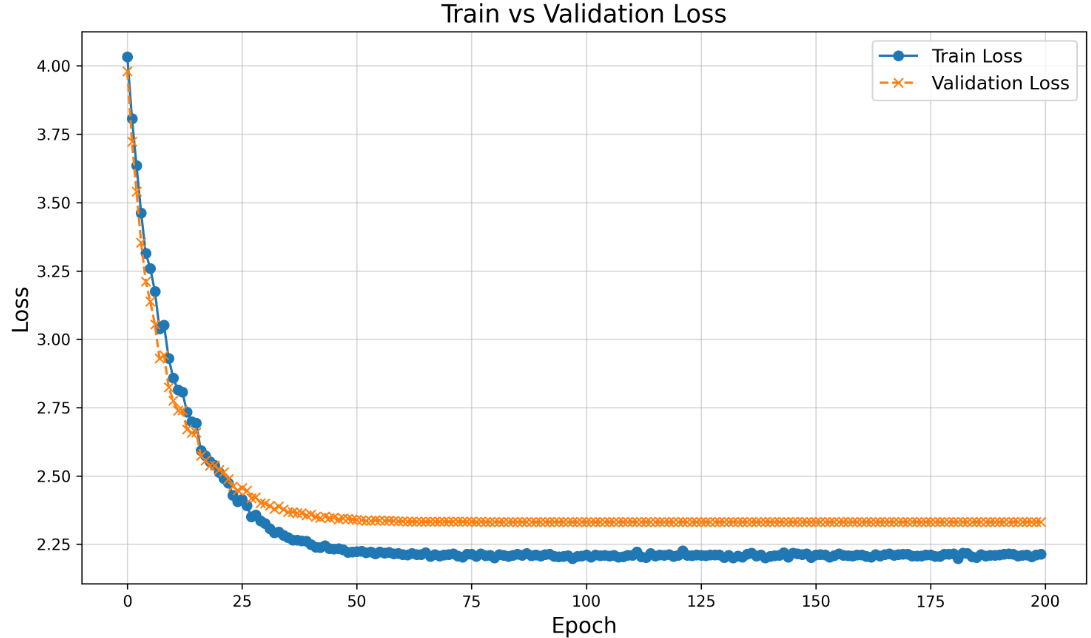 Train vs Validation Loss
Train Loss
Validation Loss
Loss
4.00
3.75
3.50
3.25
3.00
2.75
2.50
2.25
0 25 50 75 100 125 150 175 200
Epoch